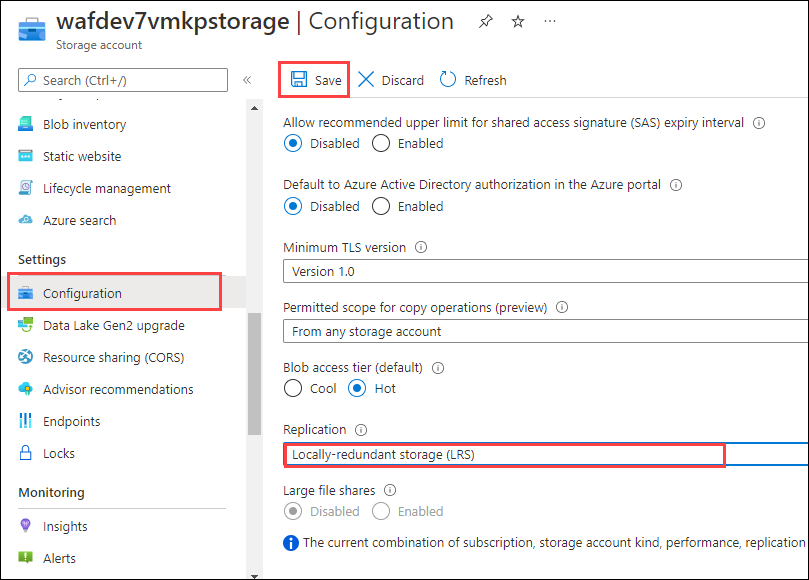 wafdev7vmkpstorage | Configuration
Storage account
Search (Ctrl+/)
Blob inventory
Static website
Lifecycle management
Azure search
Settings
Configuration
Data Lake Gen2 upgrade
Resource sharing (CORS)
Advisor recommendations
Endpoints
Locks
Monitoring
Insights
Alerts
Save Discard Refresh
Allow recommended upper limit for shared access signature (SAS) expiry interval
Disabled Enabled
Default to Azure Active Directory authorization in the Azure portal
Disabled Enabled
Minimum TLS version
Version 1.0
Permitted scope for copy operations (preview)
From any storage account
Blob access tier (default)
Cool Hot
Replication
Locally-redundant storage (LRS)
Large file shares
Disabled Enabled
The current combination of subscription, storage account kind, performance, replication